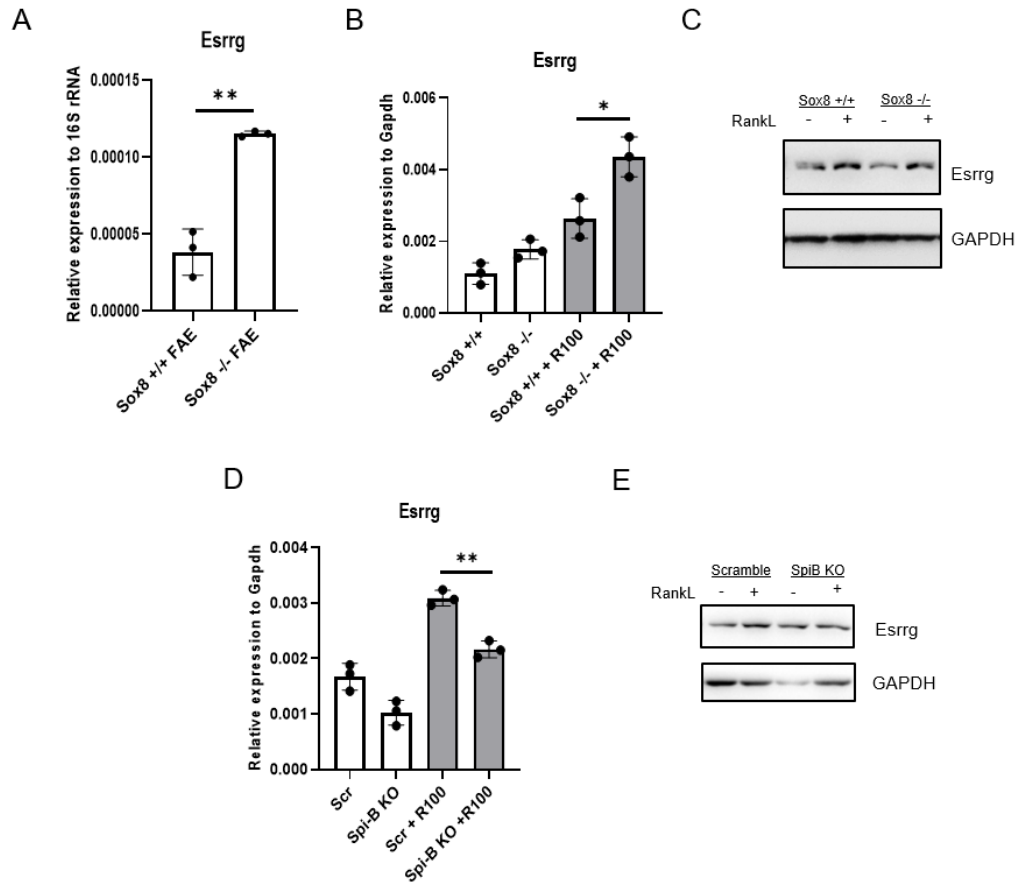 A
Esrrg
Relative expression to 16S rRNA
0.00015
0.00010
0.00005
0.00000
**
Sox8 +/+ FAE
Sox8 -/- FAE
B
Esrrg
Relative expression to Gapdh
0.006
0.004
0.002
0.000
*
Sox8 +/+
Sox8 -/-
Sox8 +/+ + R100
Sox8 -/- + R100
C
Sox8 +/+ Sox8 -/-
RankL - + - +
Esrrg
GAPDH
D
Esrrg
Relative expression to Gapdh
0.004
0.003
0.002
0.001
0.000
**
Scr
Spi-B KO
Scr + R100
Spi-B KO +R100
E
Scramble SpiB KO
RankL - + - +
Esrrg
GAPDH